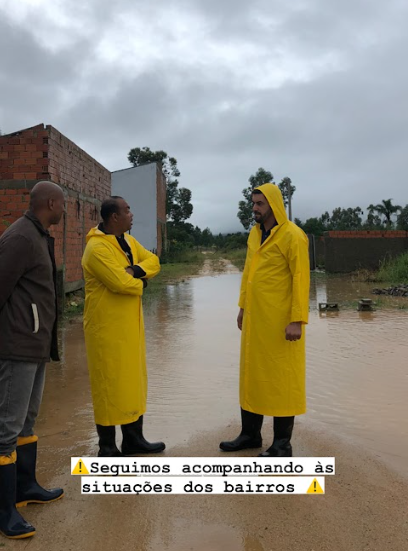 ⚠️Seguimos acompanhando às
situações dos bairros ⚠️